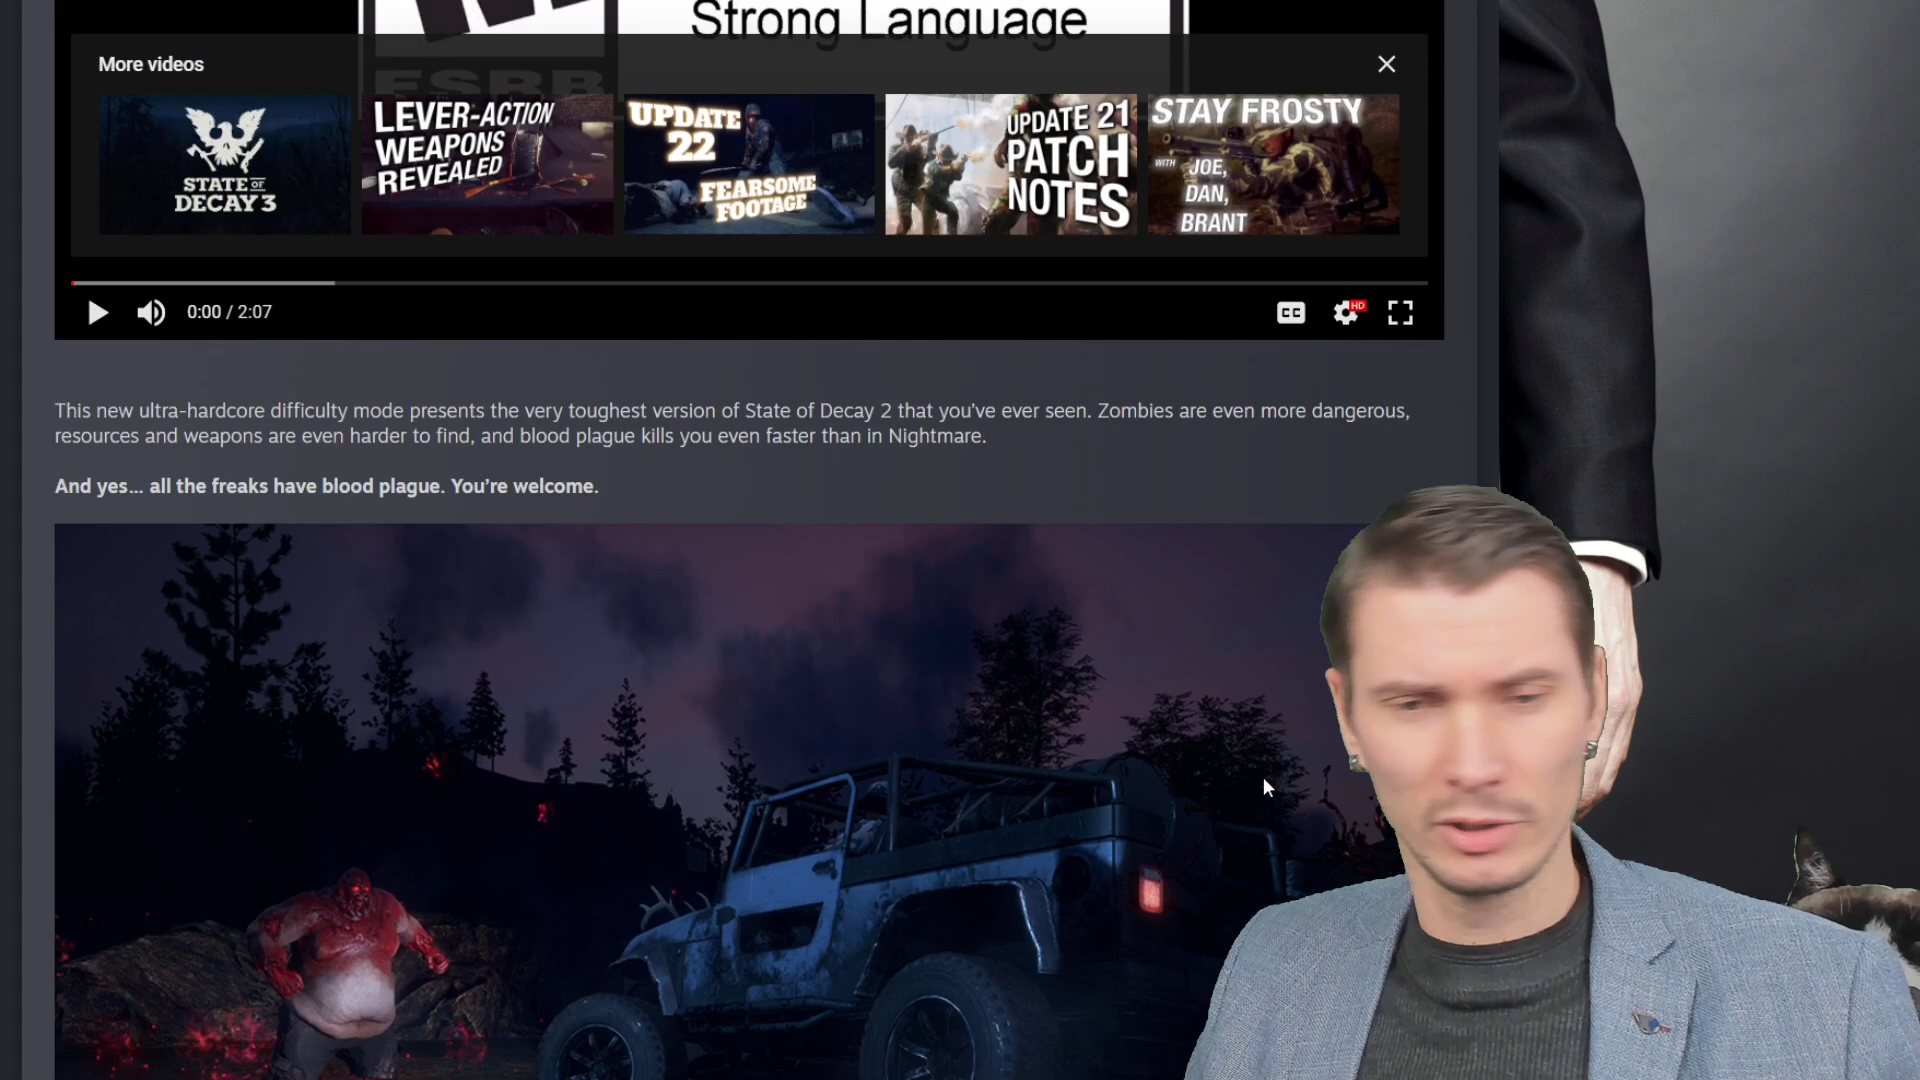 Strong Language
ESRB
More videos
STATE OF
DECAY 3
LEVER-ACTION
WEAPONS
REVEALED
UPDATE
22
FEARSOME
FOOTAGE
UPDATE 21
PATCH
NOTES
STAY FROSTY
WITH JOE,
DAN,
BRANT
0:00 / 2:07
CC
HD
This new ultra-hardcore difficulty mode presents the very toughest version of State of Decay 2 that you’ve ever seen. Zombies are even more dangerous,
resources and weapons are even harder to find, and blood plague kills you even faster than in Nightmare.
And yes… all the freaks have blood plague. You’re welcome.